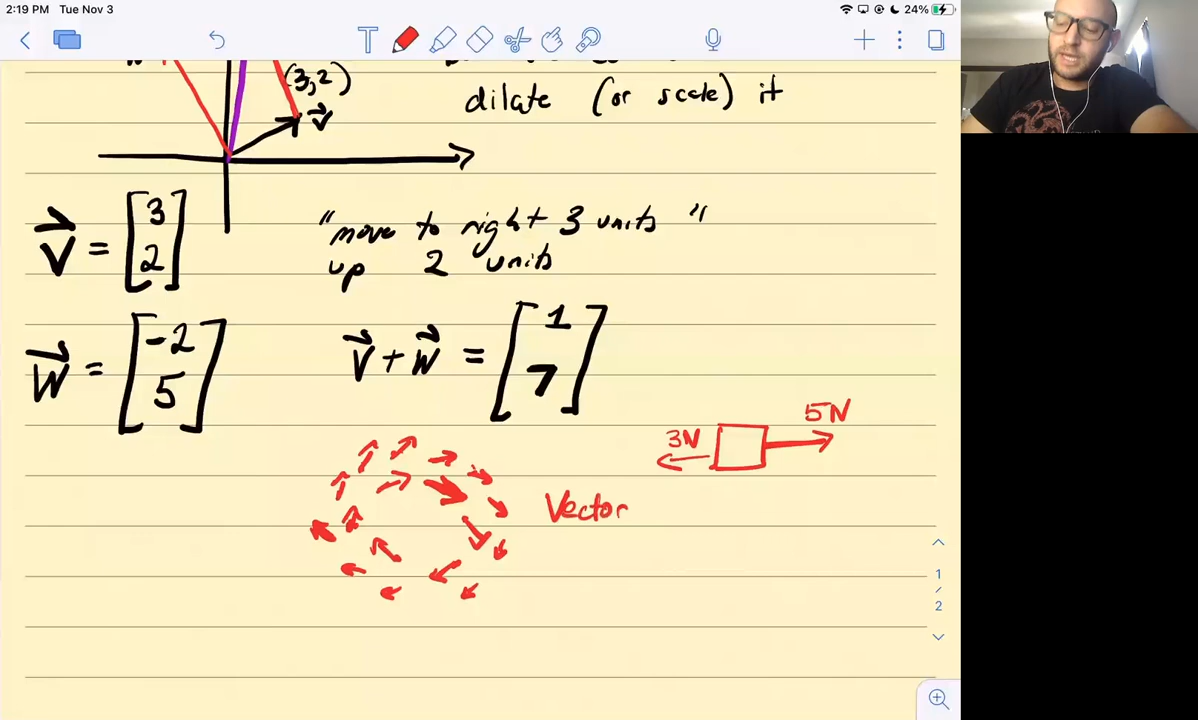 2:19 PM Tue Nov 3
24%
T
(3,2)
V
dilate (or scale) it
V = [3 2]
"move to right 3 units"
up 2 units
W = [-2 5]
V + W = [1 7]
5N
3N
Vector
1
/
2